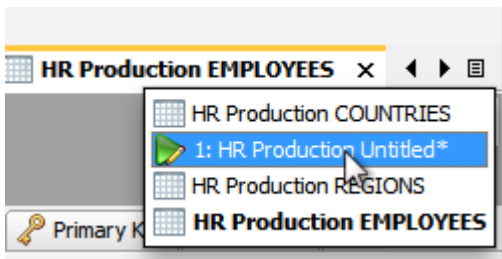 HR Production EMPLOYEES
HR Production COUNTRIES
1: HR Production Untitled*
HR Production REGIONS
HR Production EMPLOYEES
Primary K